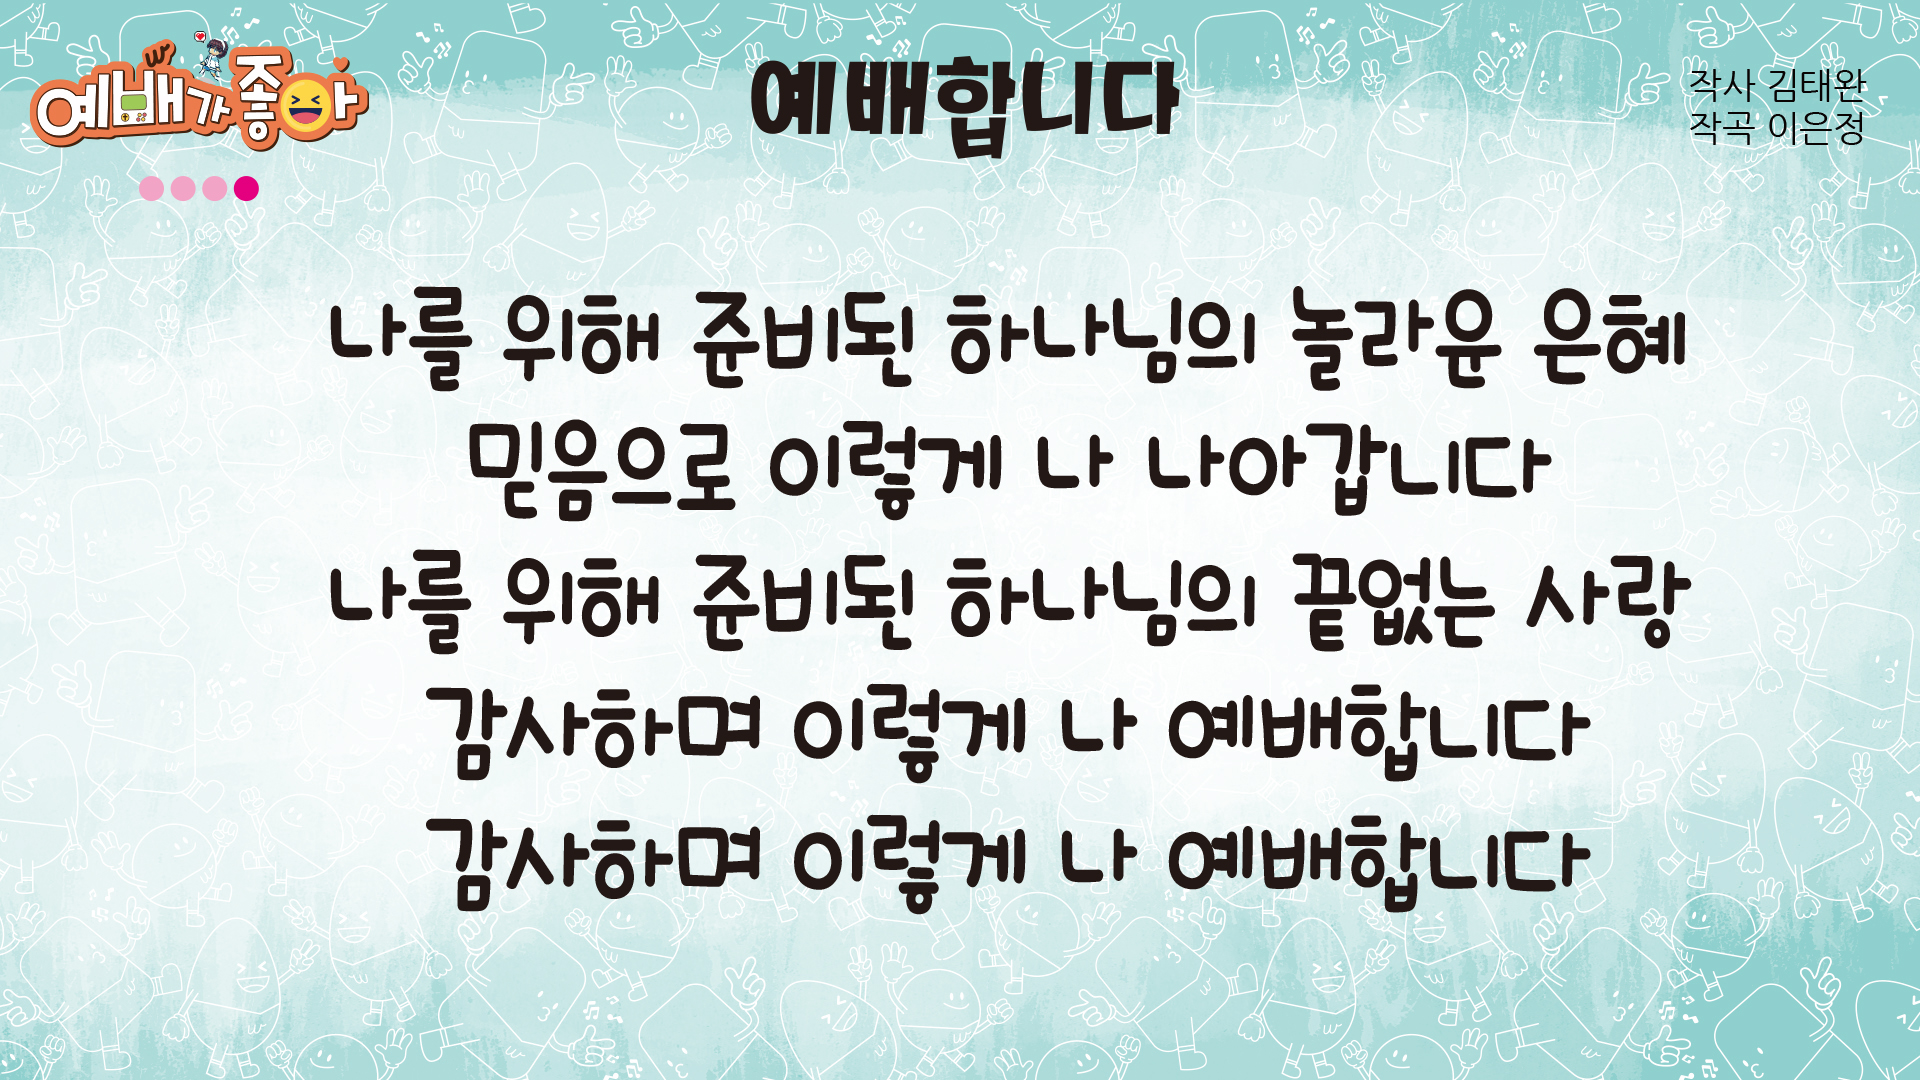 예배가 좋아
예배합니다
작사 김태완
작곡 이은정
나를 위해 준비된 하나님의 놀라운 은혜
믿음으로 이렇게 나 나아갑니다
나를 위해 준비된 하나님의 끝없는 사랑
감사하며 이렇게 나 예배합니다
감사하며 이렇게 나 예배합니다